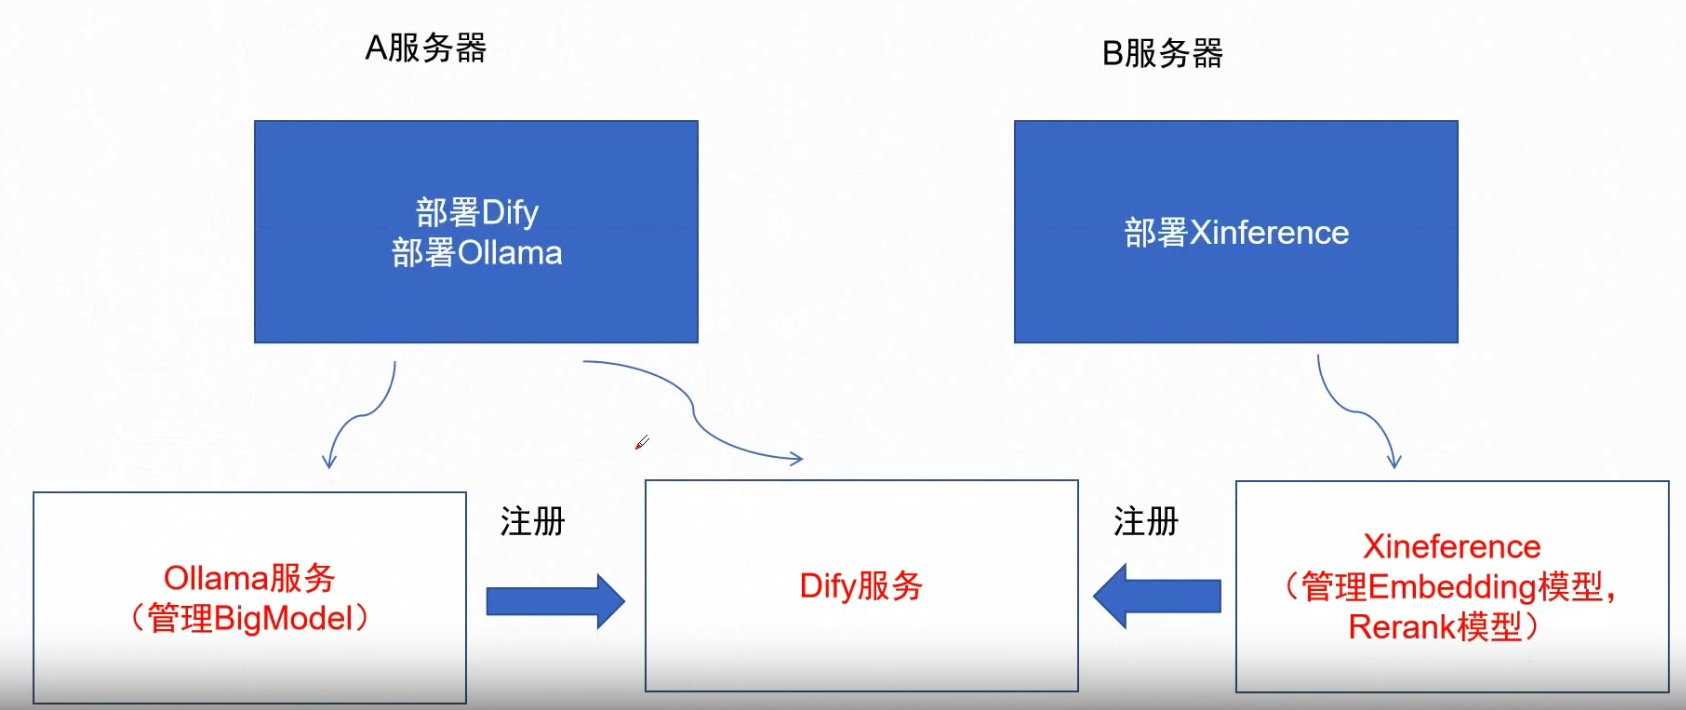 A服务器
B服务器
部署Dify
部署Ollama
部署Xinference
注册
注册
Ollama服务
（管理BigModel）
Dify服务
Xineference
（管理Embedding模型，
Rerank模型）